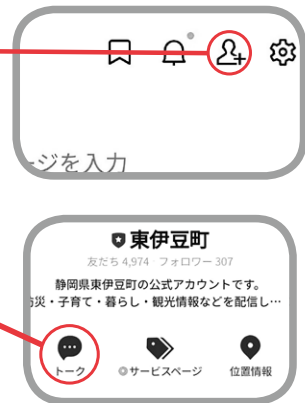 ージを入力
東伊豆町
友だち 4,974 フォロワー 307
静岡県東伊豆町の公式アカウントです。
災・子育て・暮らし・観光情報などを配信し…
トーク
◎サービスページ
位置情報